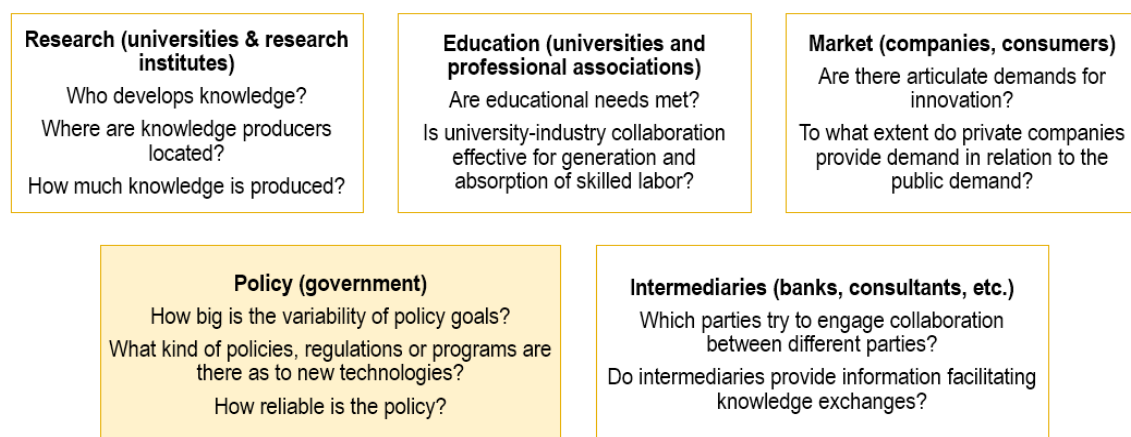 Research (universities & research
institutes)
Who develops knowledge?
Where are knowledge producers
located?
How much knowledge is produced?
Education (universities and
professional associations)
Are educational needs met?
Is university-industry collaboration
effective for generation and
absorption of skilled labor?
Market (companies, consumers)
Are there articulate demands for
innovation?
To what extent do private companies
provide demand in relation to the
public demand?
Policy (government)
How big is the variability of policy goals?
What kind of policies, regulations or programs are
there as to new technologies?
How reliable is the policy?
Intermediaries (banks, consultants, etc.)
Which parties try to engage collaboration
between different parties?
Do intermediaries provide information facilitating
knowledge exchanges?